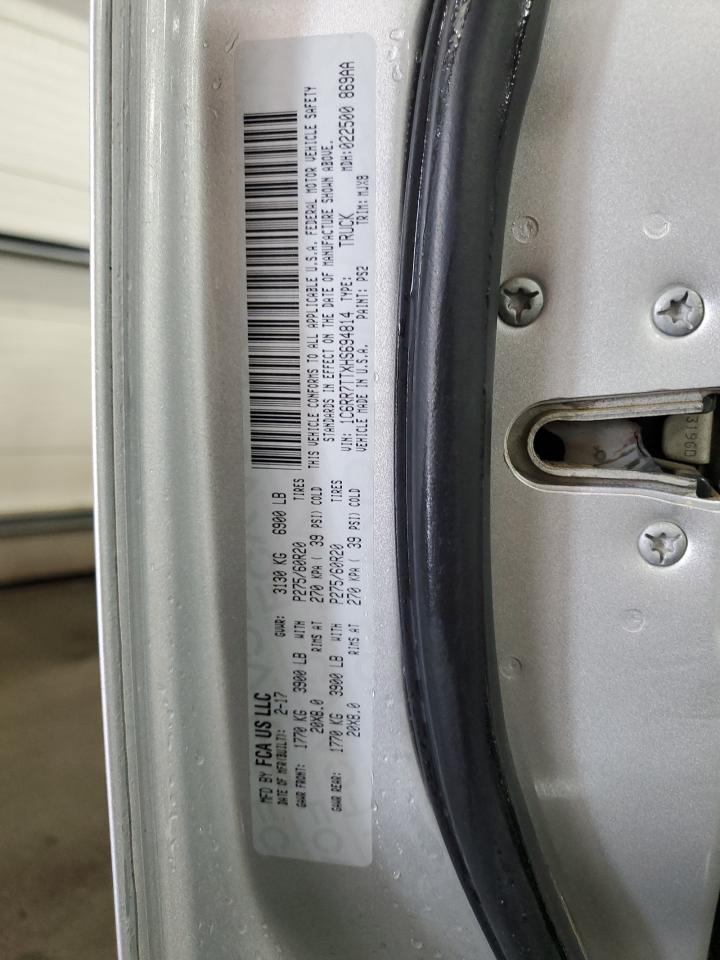 MFD BY FCA US LLC
DATE OF MFR(BUILT): 2-17 GVWR: 3130 KG 6900 LB
GAWR FRONT: 1770 KG 3900 LB WITH P275/60R20 TIRES
20X8.0 RIMS AT 270 KPA ( 39 PSI) COLD
GAWR REAR: 1770 KG 3900 LB WITH P275/60R20 TIRES
20X8.0 RIMS AT 270 KPA ( 39 PSI) COLD
THIS VEHICLE CONFORMS TO ALL APPLICABLE U.S.A. FEDERAL MOTOR VEHICLE SAFETY
STANDARDS IN EFFECT ON THE DATE OF MANUFACTURE SHOWN ABOVE.
VIN: 1C6RR7TTXHS694814 TYPE: TRUCK MDH:022500 869AA
VEHICLE MADE IN U.S.A. PAINT: PS2 TRIM: MJX8
3196D